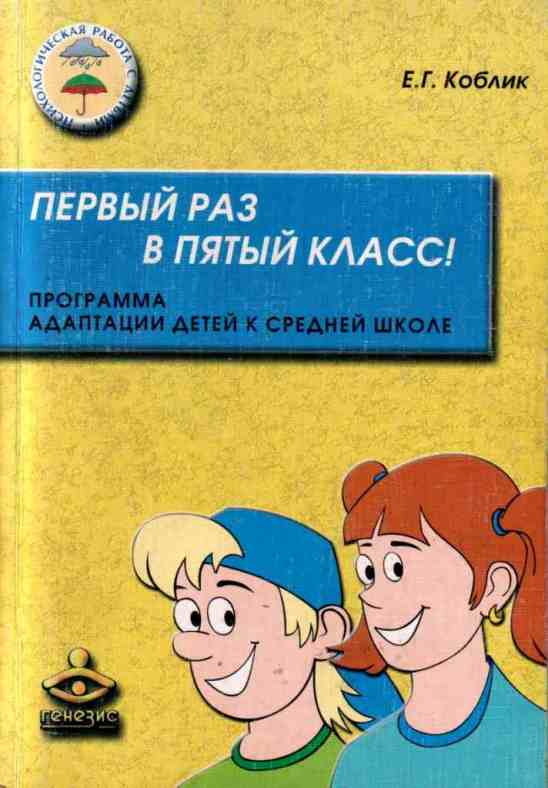 ПСИХОЛОГИЧЕСКАЯ РАБОТА С ДЕТЬМИ
Е.Г. Коблик
ПЕРВЫЙ РАЗ
В ПЯТЫЙ КЛАСС!
ПРОГРАММА
АДАПТАЦИИ ДЕТЕЙ К СРЕДНЕЙ ШКОЛЕ
генезис